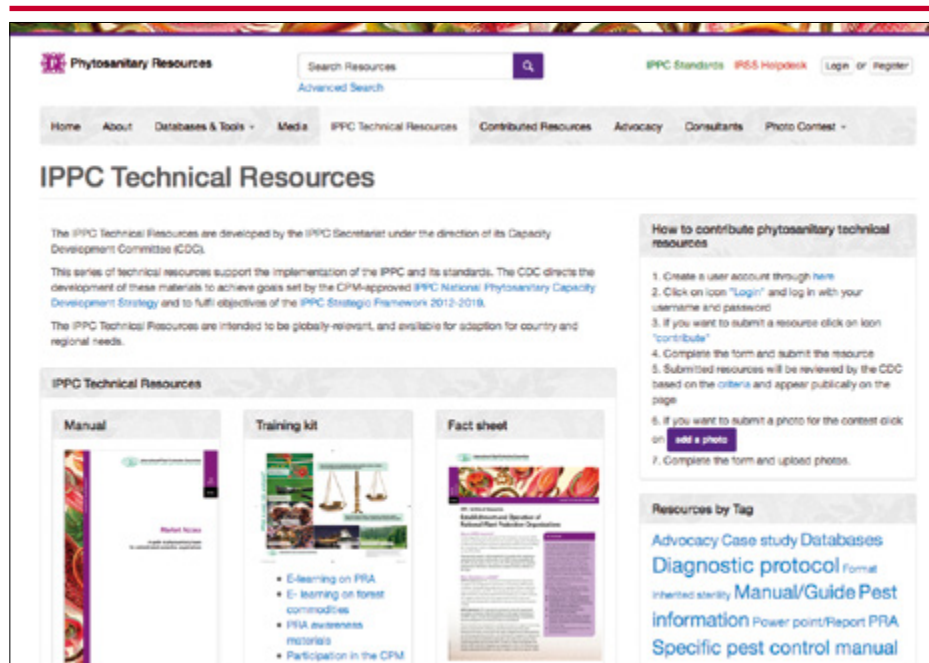 Phytosanitary Resources
Search Resources
Advanced Search
IPPC Standards IRSS Helpdesk Login or Register
Home About Databases & Tools Media IPPC Technical Resources Contributed Resources Advocacy Consultants Photo Contest
IPPC Technical Resources
The IPPC Technical Resources are developed by the IPPC Secretariat under the direction of its Capacity
Development Committee (CDC).
This series of technical resources support the implementation of the IPPC and its standards. The CDC directs the
development of these materials to achieve goals set by the CPM-approved IPPC National Phytosanitary Capacity
Development Strategy and to fulfil objectives of the IPPC Strategic Framework 2012-2019.
The IPPC Technical Resources are intended to be globally-relevant, and available for adaption for country and
regional needs.
IPPC Technical Resources
Manual
Market Access
Training kit
E-learning on PRA
E- learning on forest
commodities
PRA awareness
materials
Participation in the CPM
Fact sheet
Establishment and Operation of
National Plant Protection Organizations
How to contribute phytosanitary technical
resources
1. Create a user account through here
2. Click on icon "Login" and log in with your
username and password
3. If you want to submit a resource click on icon
"contribute"
4. Complete the form and submit the resource
5. Submitted resources will be reviewed by the CDC
based on the criteria and appear publically on the
page
6. If you want to submit a photo for the contest click
on add a photo
7. Complete the form and upload photos.
Resources by Tag
Advocacy Case study Databases
Diagnostic protocol Format
Inherited sterility Manual/Guide Pest
information Power point/Report PRA
Specific pest control manual